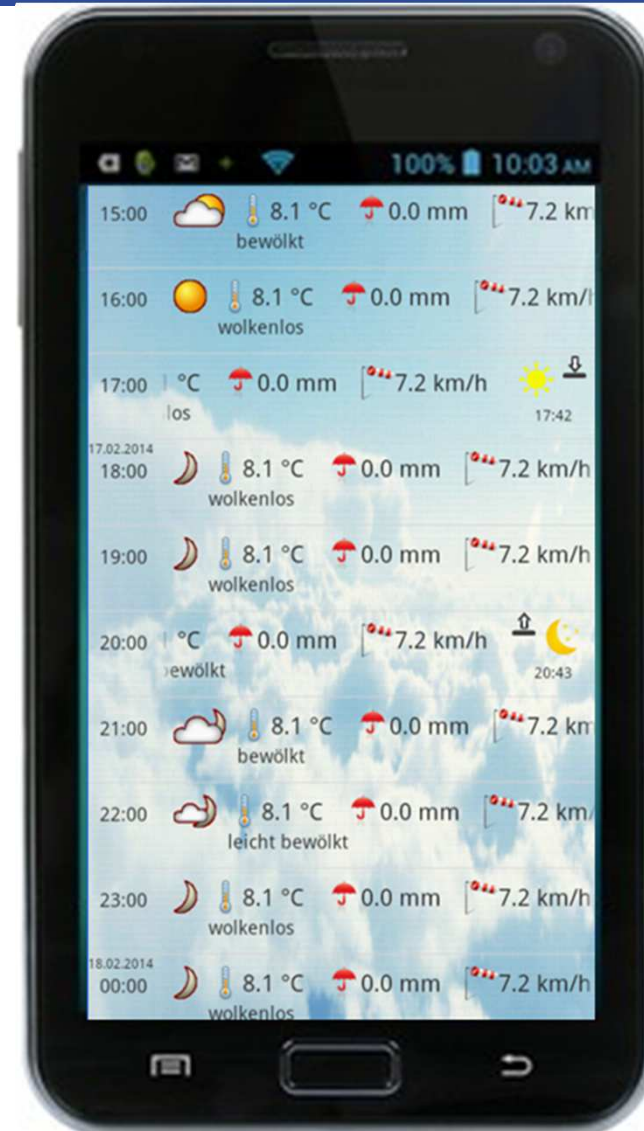 100% 10:03 AM
15:00 8.1 °C 0.0 mm 7.2 km
bewölkt
16:00 8.1 °C 0.0 mm 7.2 km/
wolkenlos
17:00 °C 0.0 mm 7.2 km/h
los 17:42
17.02.2014
18:00 8.1 °C 0.0 mm 7.2 km/h
wolkenlos
19:00 8.1 °C 0.0 mm 7.2 km/h
wolkenlos
20:00 °C 0.0 mm 7.2 km/h
ewölkt 20:43
21:00 8.1 °C 0.0 mm 7.2 km
bewölkt
22:00 8.1 °C 0.0 mm 7.2 km/
leicht bewölkt
23:00 8.1 °C 0.0 mm 7.2 km/h
wolkenlos
18.02.2014
00:00 8.1 °C 0.0 mm 7.2 km/h
wolkenlos